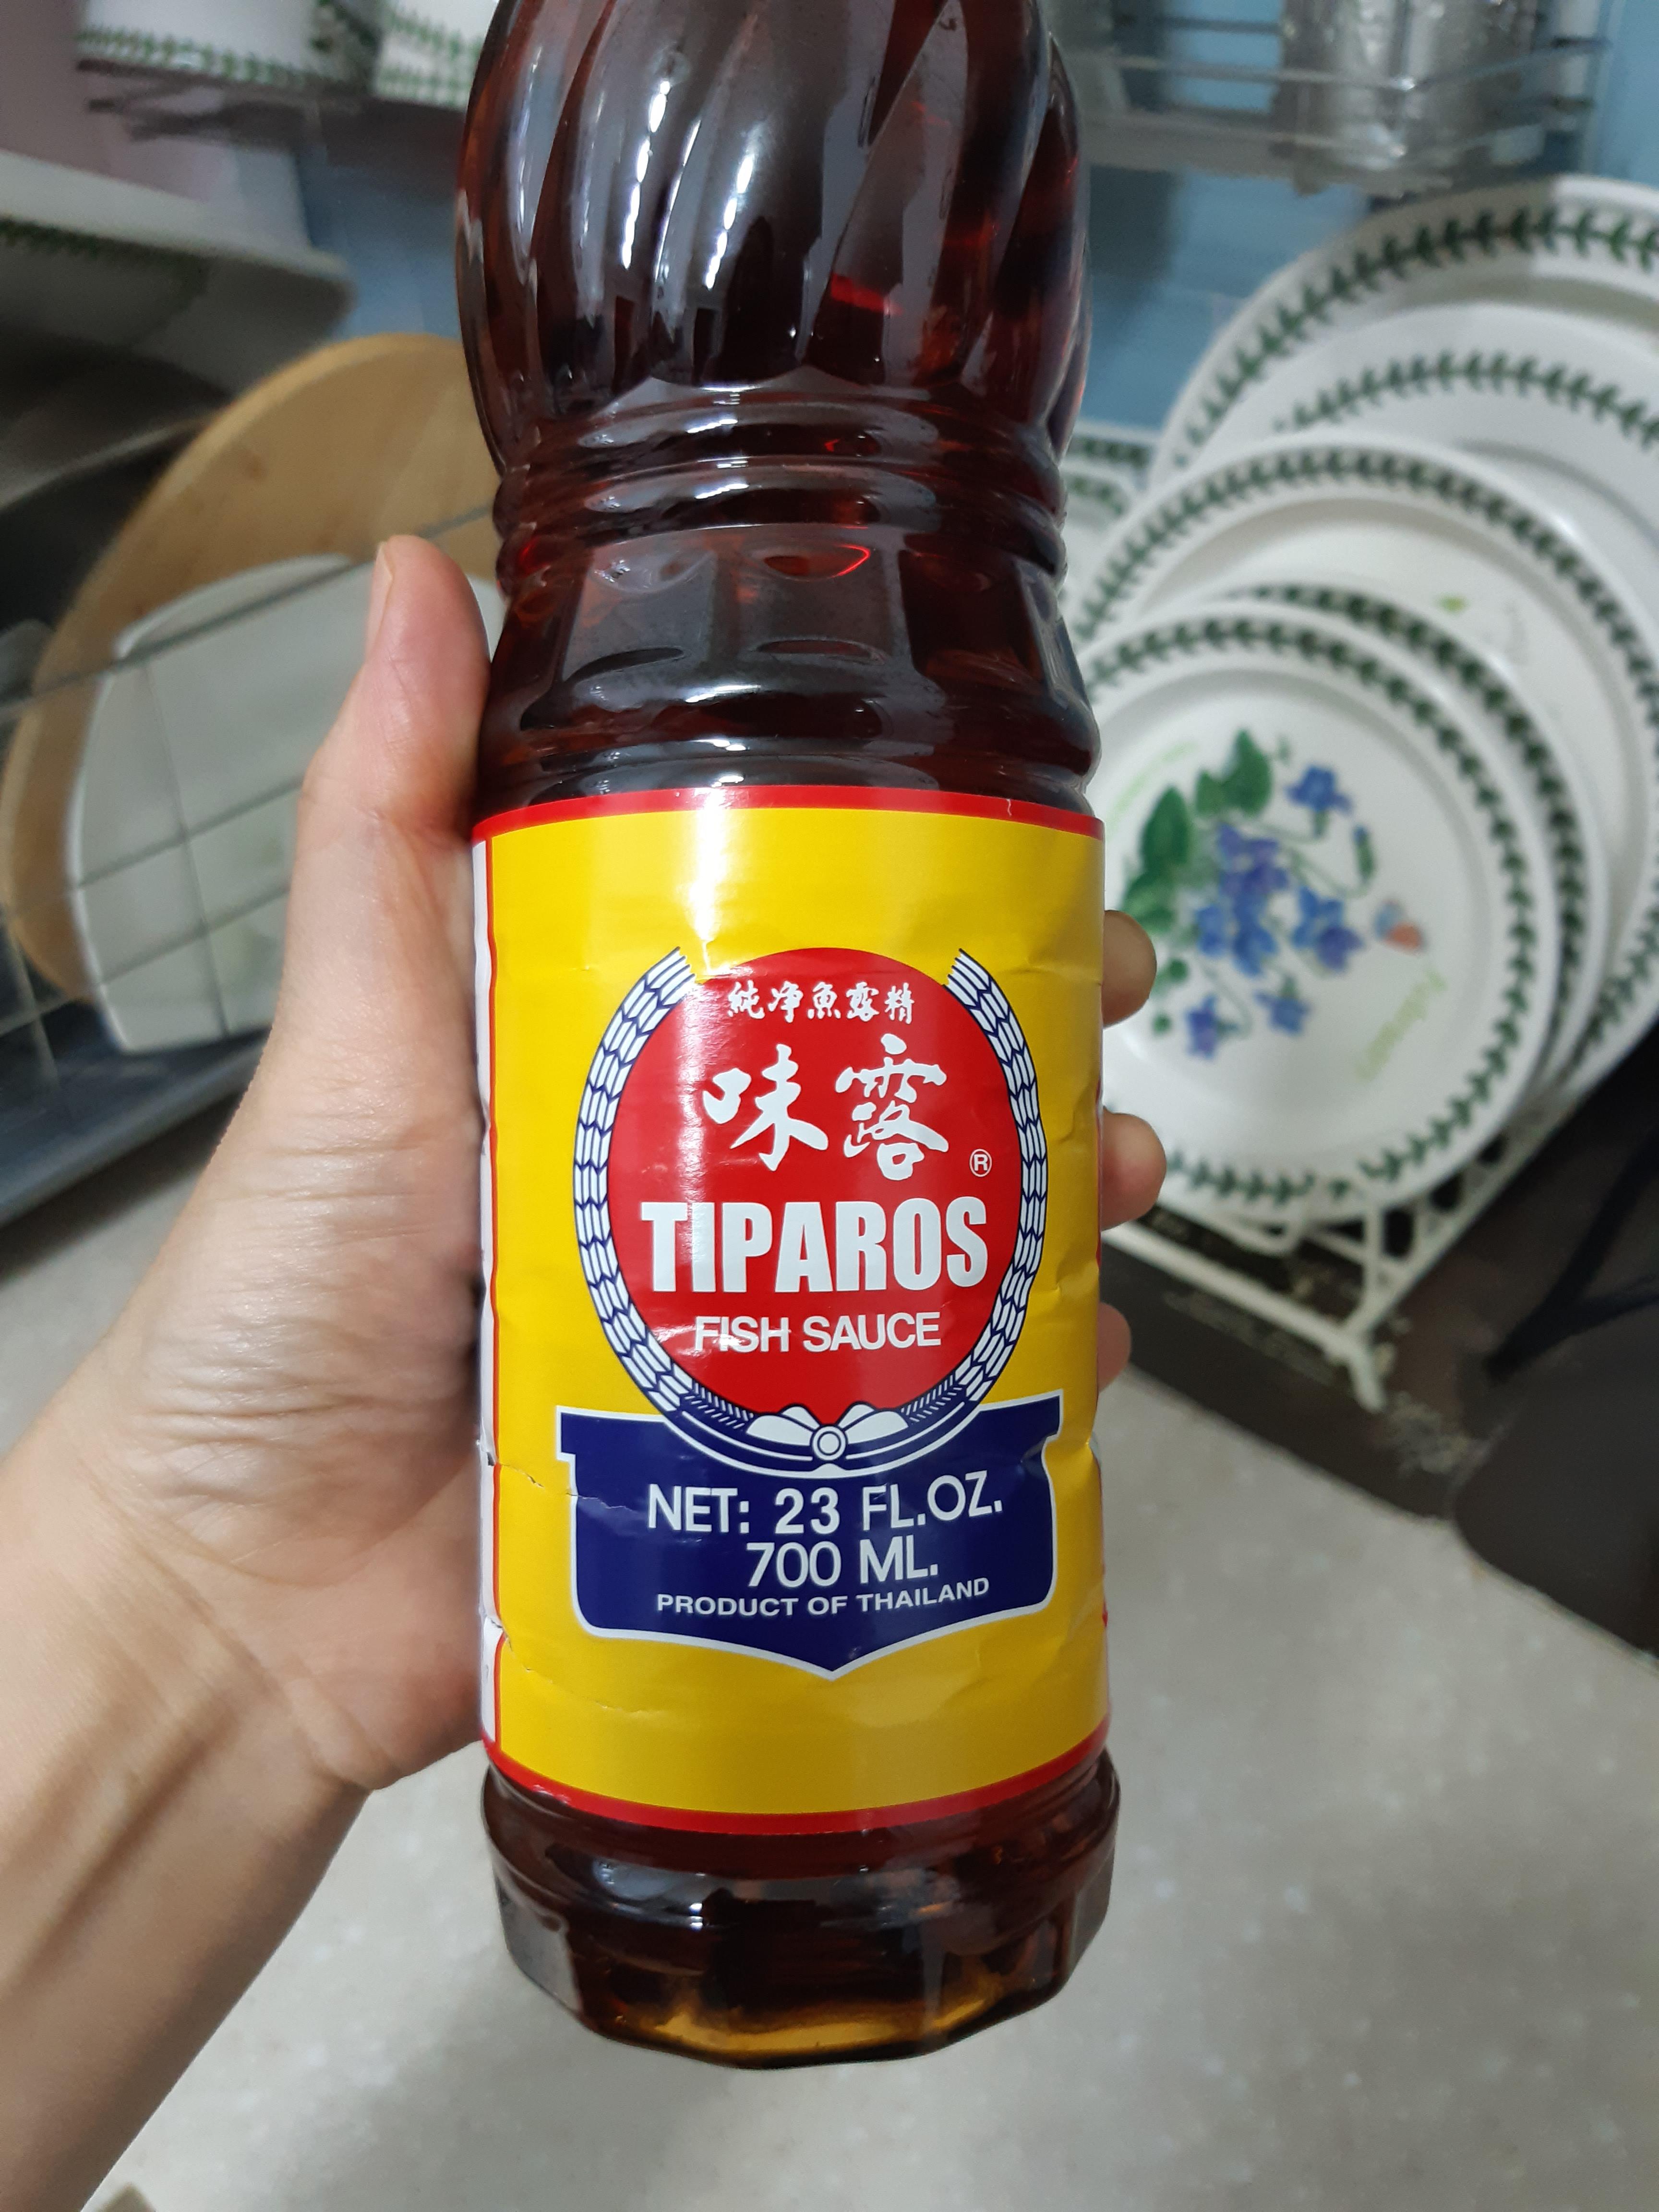 純净魚露精
味露
®
TIPAROS
FISH SAUCE
NET: 23 FL.OZ.
700 ML.
PRODUCT OF THAILAND